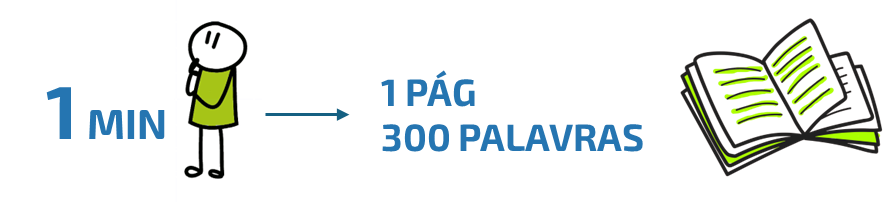 1 MIN
1 PÁG
300 PALAVRAS